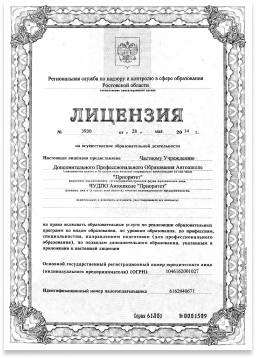 Региональная служба по надзору и контролю в сфере образования
Ростовской области
ЛИЦЕНЗИЯ
№ 3930 от « 28 » мая 20 14 г.
на осуществление образовательной деятельности
Настоящая лицензия предоставлена Частному Учреждению
Дополнительного Профессионального Образования Автошкола
"Приоритет"
ЧУДПО Автошкола "Приоритет"
на право оказывать образовательные услуги по реализации образовательных
программ по видам образования, по уровням образования, по профессиям,
специальностям, направлениям подготовки (для профессионального
образования), по подвидам дополнительного образования, указанным в
приложении к настоящей лицензии
Основной государственный регистрационный номер юридического лица
(индивидуального предпринимателя) (ОГРН) 1046162001027
Идентификационный номер налогоплательщика 6162040671
Серия 61Л01 № 0001509